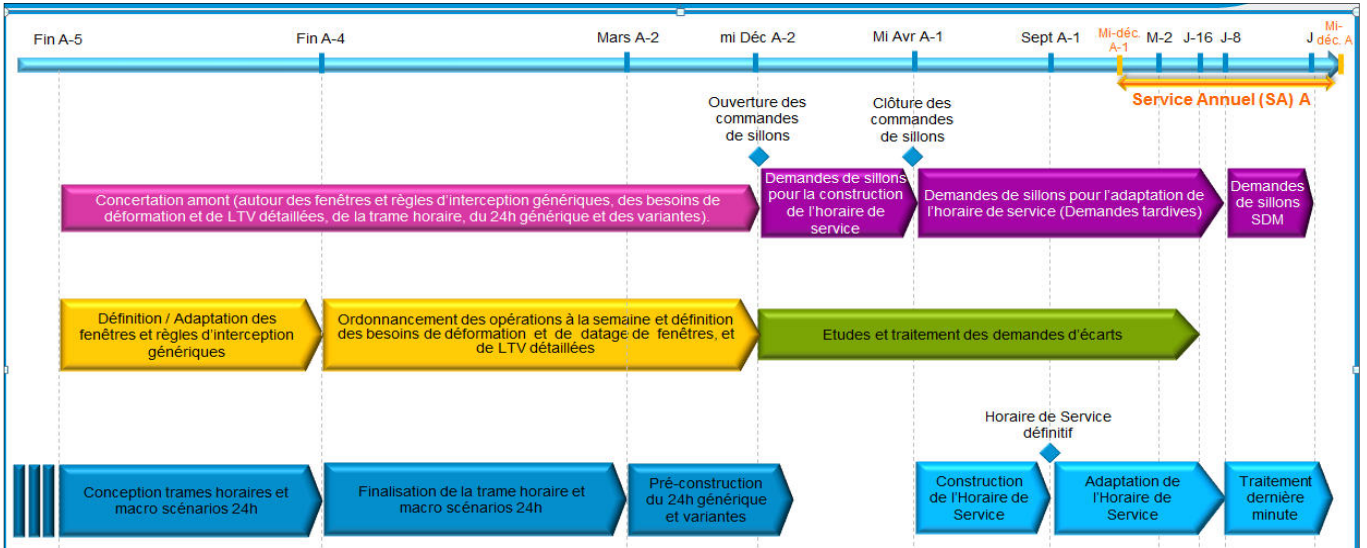 Fin A-5
Fin A-4
Mars A-2
mi Déc A-2
Mi Avr A-1
Sept A-1
Mi-déc.
A-1
M-2
J-16
J-8
J
Mi-
déc. A
Service Annuel (SA) A
Ouverture des
commandes
de sillons
Clôture des
commandes
de sillons
Concertation amont (autour des fenêtres et règles d'interception génériques, des besoins de
déformation et de LTV détaillées, de la trame horaire, du 24h générique et des variantes).
Demandes de sillons
pour la construction
de l'horaire de
service
Demandes de sillons pour l'adaptation de
l'horaire de service (Demandes tardives)
Demandes
de sillons
SDM
Définition / Adaptation des
fenêtres et règles d'interception
génériques
Ordonnancement des opérations à la semaine et définition
des besoins de déformation et de datage de fenêtres, et
de LTV détaillées
Etudes et traitement des demandes d'écarts
Horaire de Service
définitif
Conception trames horaires et
macro scénarios 24h
Finalisation de la trame horaire et
macro scénarios 24h
Pré-construction
du 24h générique
et variantes
Construction
de l'Horaire de
Service
Adaptation de
l'Horaire de
Service
Traitement
dernière
minute